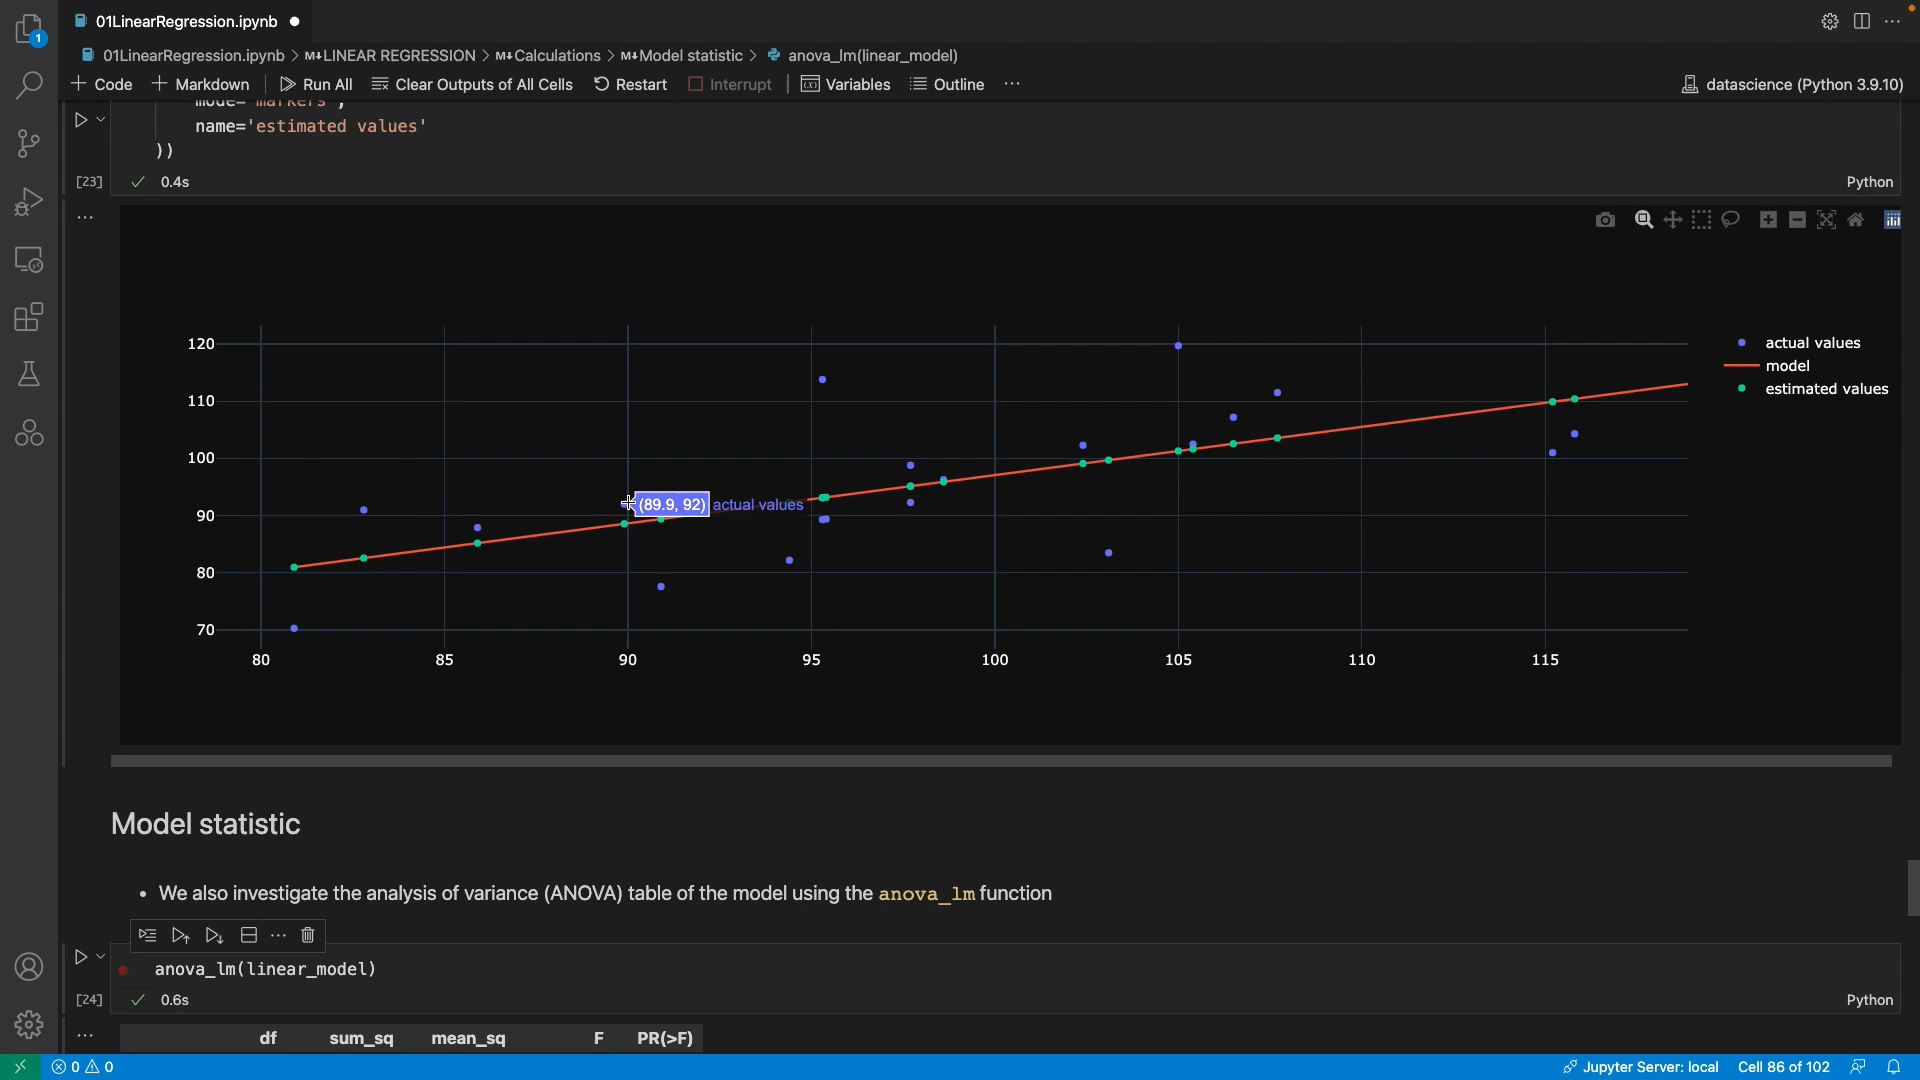 01LinearRegression.ipynb
01LinearRegression.ipynb > M↓LINEAR REGRESSION > M↓Calculations > M↓Model statistic > anova_lm(linear_model)
+ Code + Markdown Run All Clear Outputs of All Cells Restart Interrupt Variables Outline ... datascience (Python 3.9.10)
1
mode='markers',
name='estimated values'
))
[23] 0.4s Python
120
110
100
90
80
70
80 85 90 95 100 105 110 115
actual values
model
estimated values
(89.9, 92) actual values
Model statistic
• We also investigate the analysis of variance (ANOVA) table of the model using the anova_lm function
anova_lm(linear_model)
[24] 0.6s Python
df sum_sq mean_sq F PR(>F)
0 0 Jupyter Server: local Cell 86 of 102